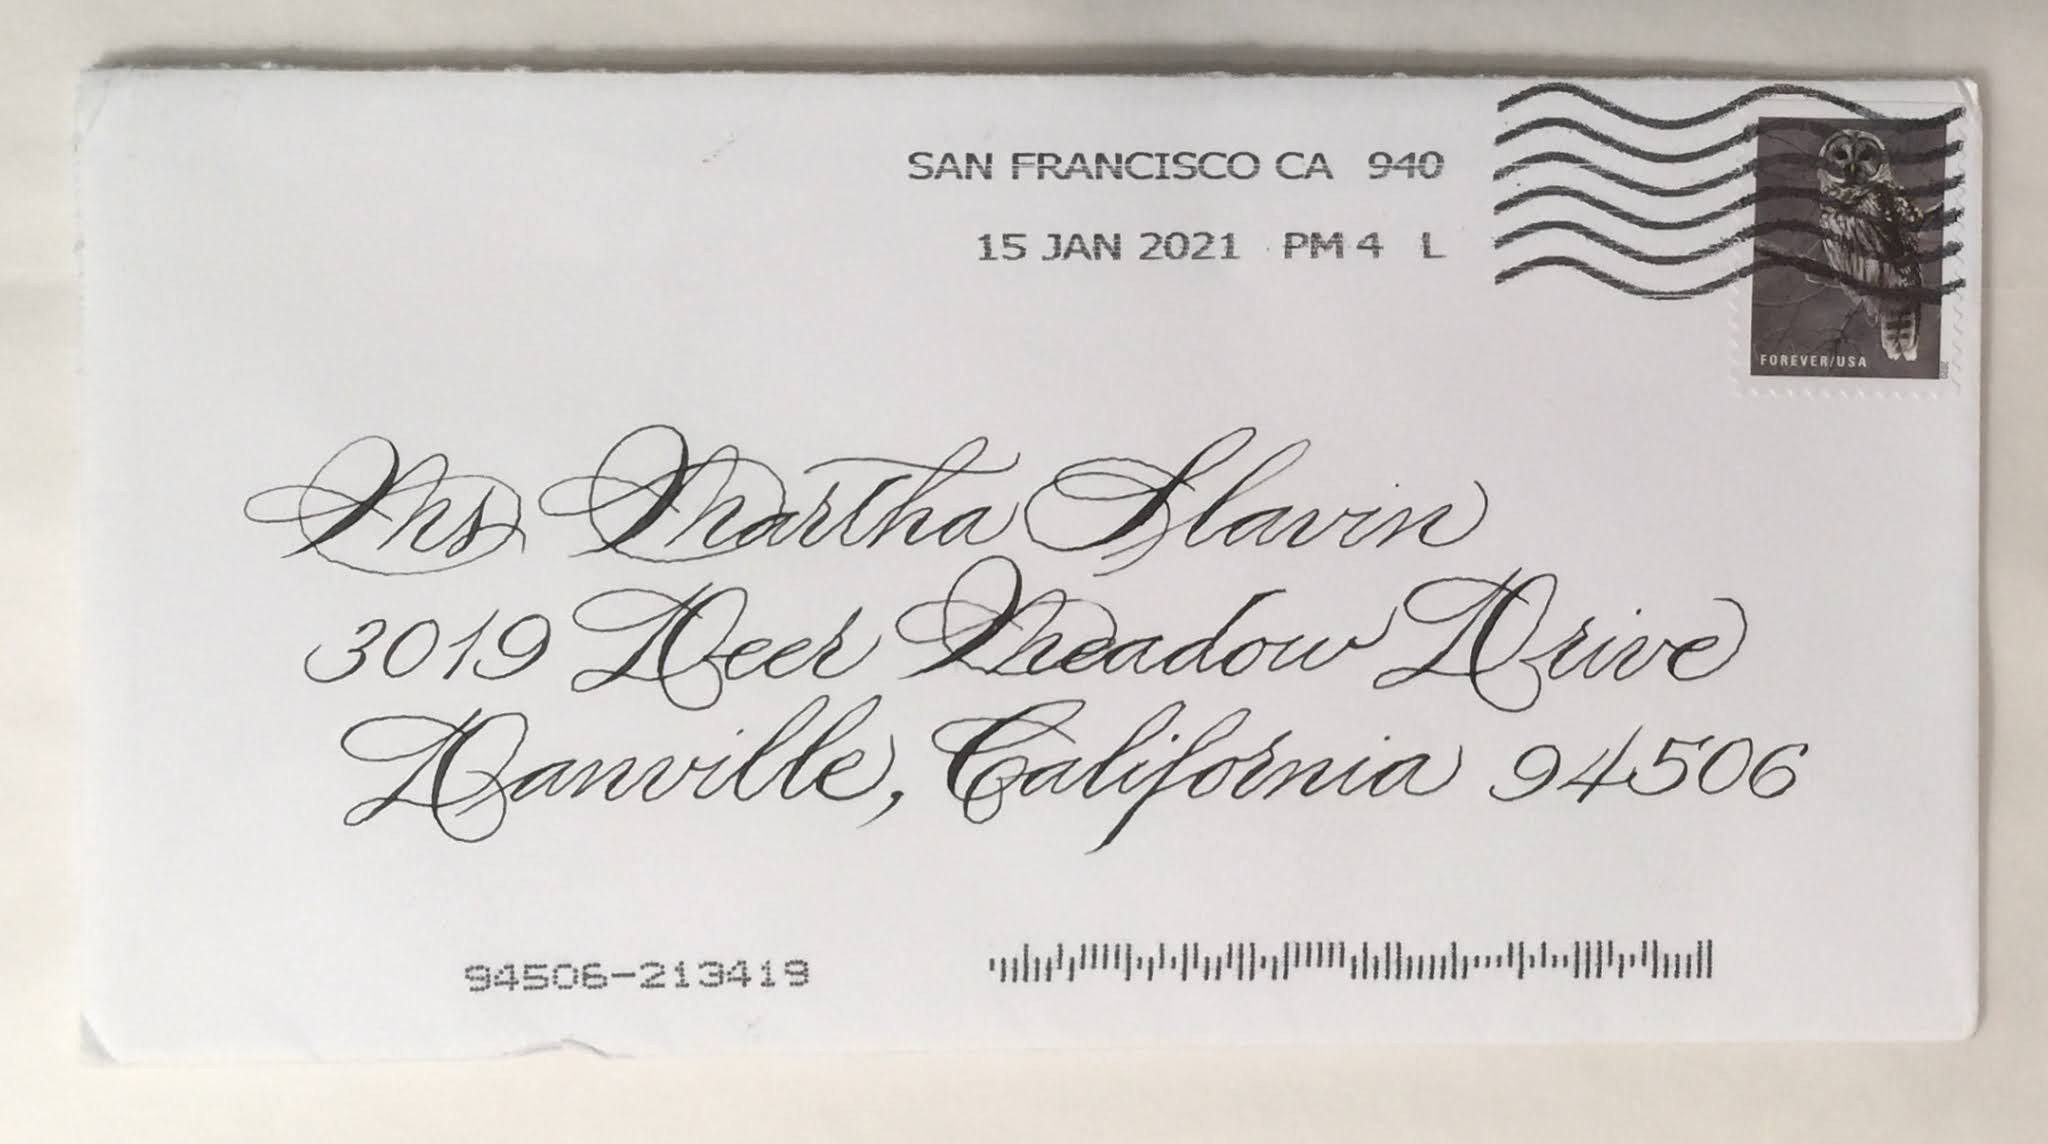 SAN FRANCISCO CA 940
15 JAN 2021 PM 4 L
FOREVER/USA
Ms Martha Slavin
3019 Deer Meadow Drive
Danville, California 94506
94506-213419